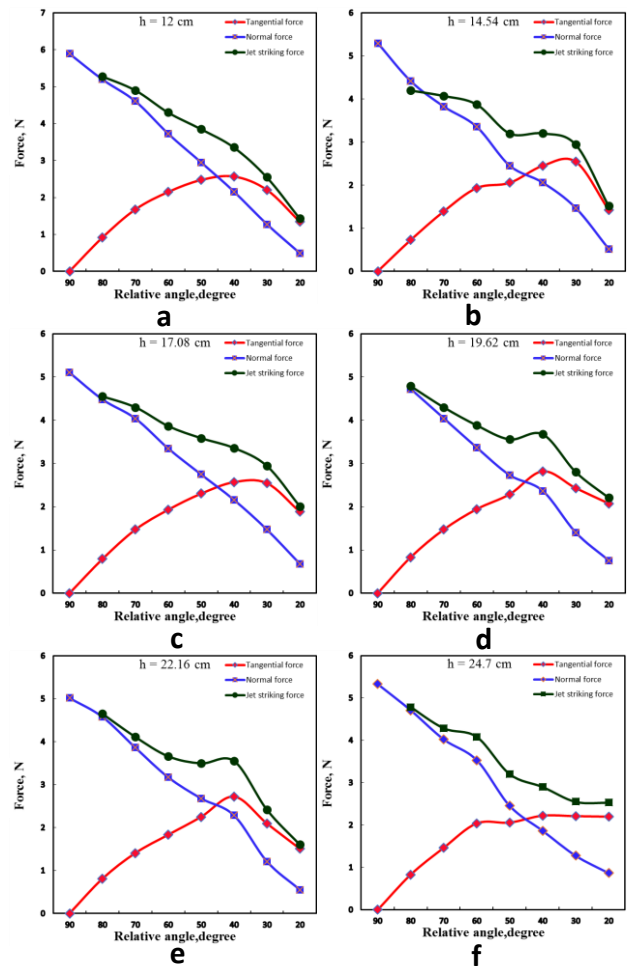 h = 12 cm
Tangential force
Normal force
Jet striking force
Force, N
7
6
5
4
3
2
1
0
90 80 70 60 50 40 30 20
Relative angle,degree
a
h = 14.54 cm
Tangential force
Normal force
Jet striking force
Force, N
6
5
4
3
2
1
0
90 80 70 60 50 40 30 20
Relative angle,degree
b
h = 17.08 cm
Tangential force
Normal force
Jet striking force
Force, N
6
5
4
3
2
1
0
90 80 70 60 50 40 30 20
Relative angle,degree
c
h = 19.62 cm
Tangential force
Normal force
Jet striking force
Force, N
6
5
4
3
2
1
0
90 80 70 60 50 40 30 20
Relative angle,degree
d
h = 22.16 cm
Tangential force
Normal force
Jet striking force
Force, N
6
5
4
3
2
1
0
90 80 70 60 50 40 30 20
Relative angle,degree
e
h = 24.7 cm
Tangential force
Normal force
Jet striking force
Force, N
6
5
4
3
2
1
0
90 80 70 60 50 40 30 20
Relative angle,degree
f